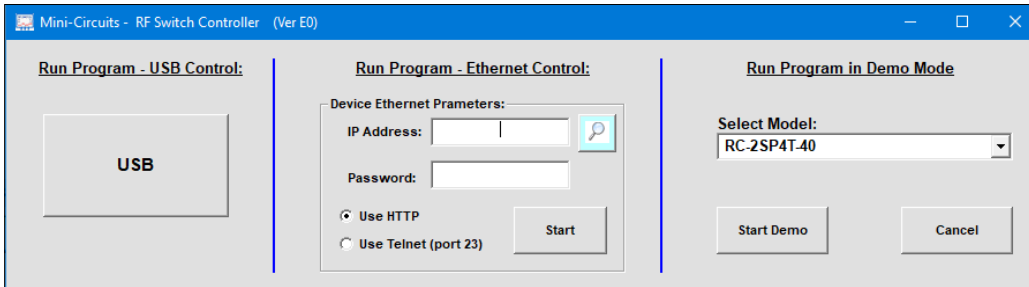 Mini-Circuits - RF Switch Controller (Ver E0)
Run Program - USB Control:
USB
Run Program - Ethernet Control:
Device Ethernet Prameters:
IP Address:
Password:
Use HTTP
Use Telnet (port 23)
Start
Run Program in Demo Mode
Select Model:
RC-2SP4T-40
Start Demo
Cancel